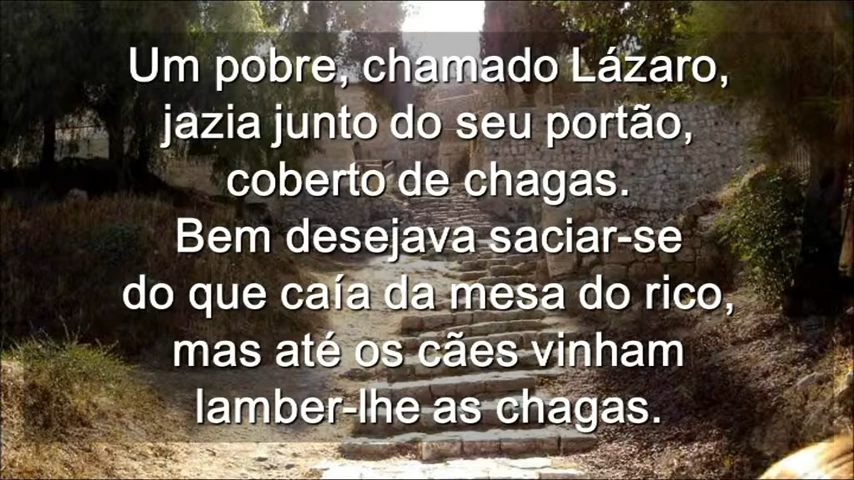 Um pobre, chamado Lázaro,
jazia junto do seu portão,
coberto de chagas.
Bem desejava saciar-se
do que caía da mesa do rico,
mas até os cães vinham
lamber-lhe as chagas.